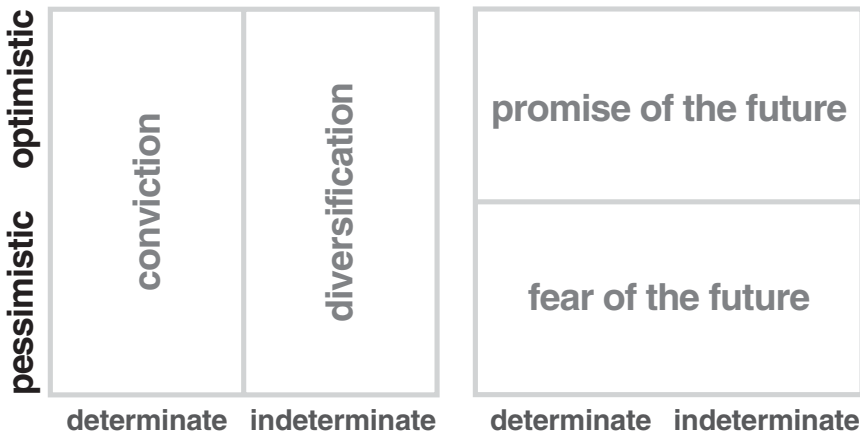 optimistic
pessimistic
conviction
diversification
promise of the future
fear of the future
determinate indeterminate
determinate indeterminate